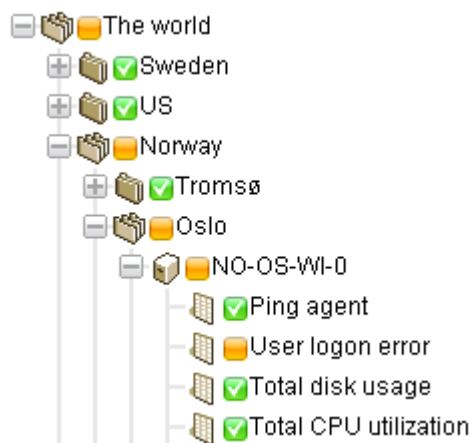 The world
Sweden
US
Norway
Tromsø
Oslo
NO-OS-WI-0
Ping agent
User logon error
Total disk usage
Total CPU utilization